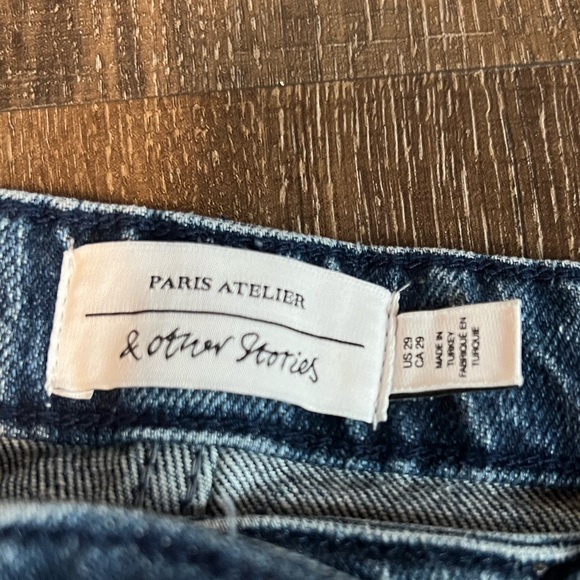 PARIS ATELIER
& other Stories
US 29
CA 29
MADE IN
TURKEY
FABRIQUÉ EN
TURQUIE